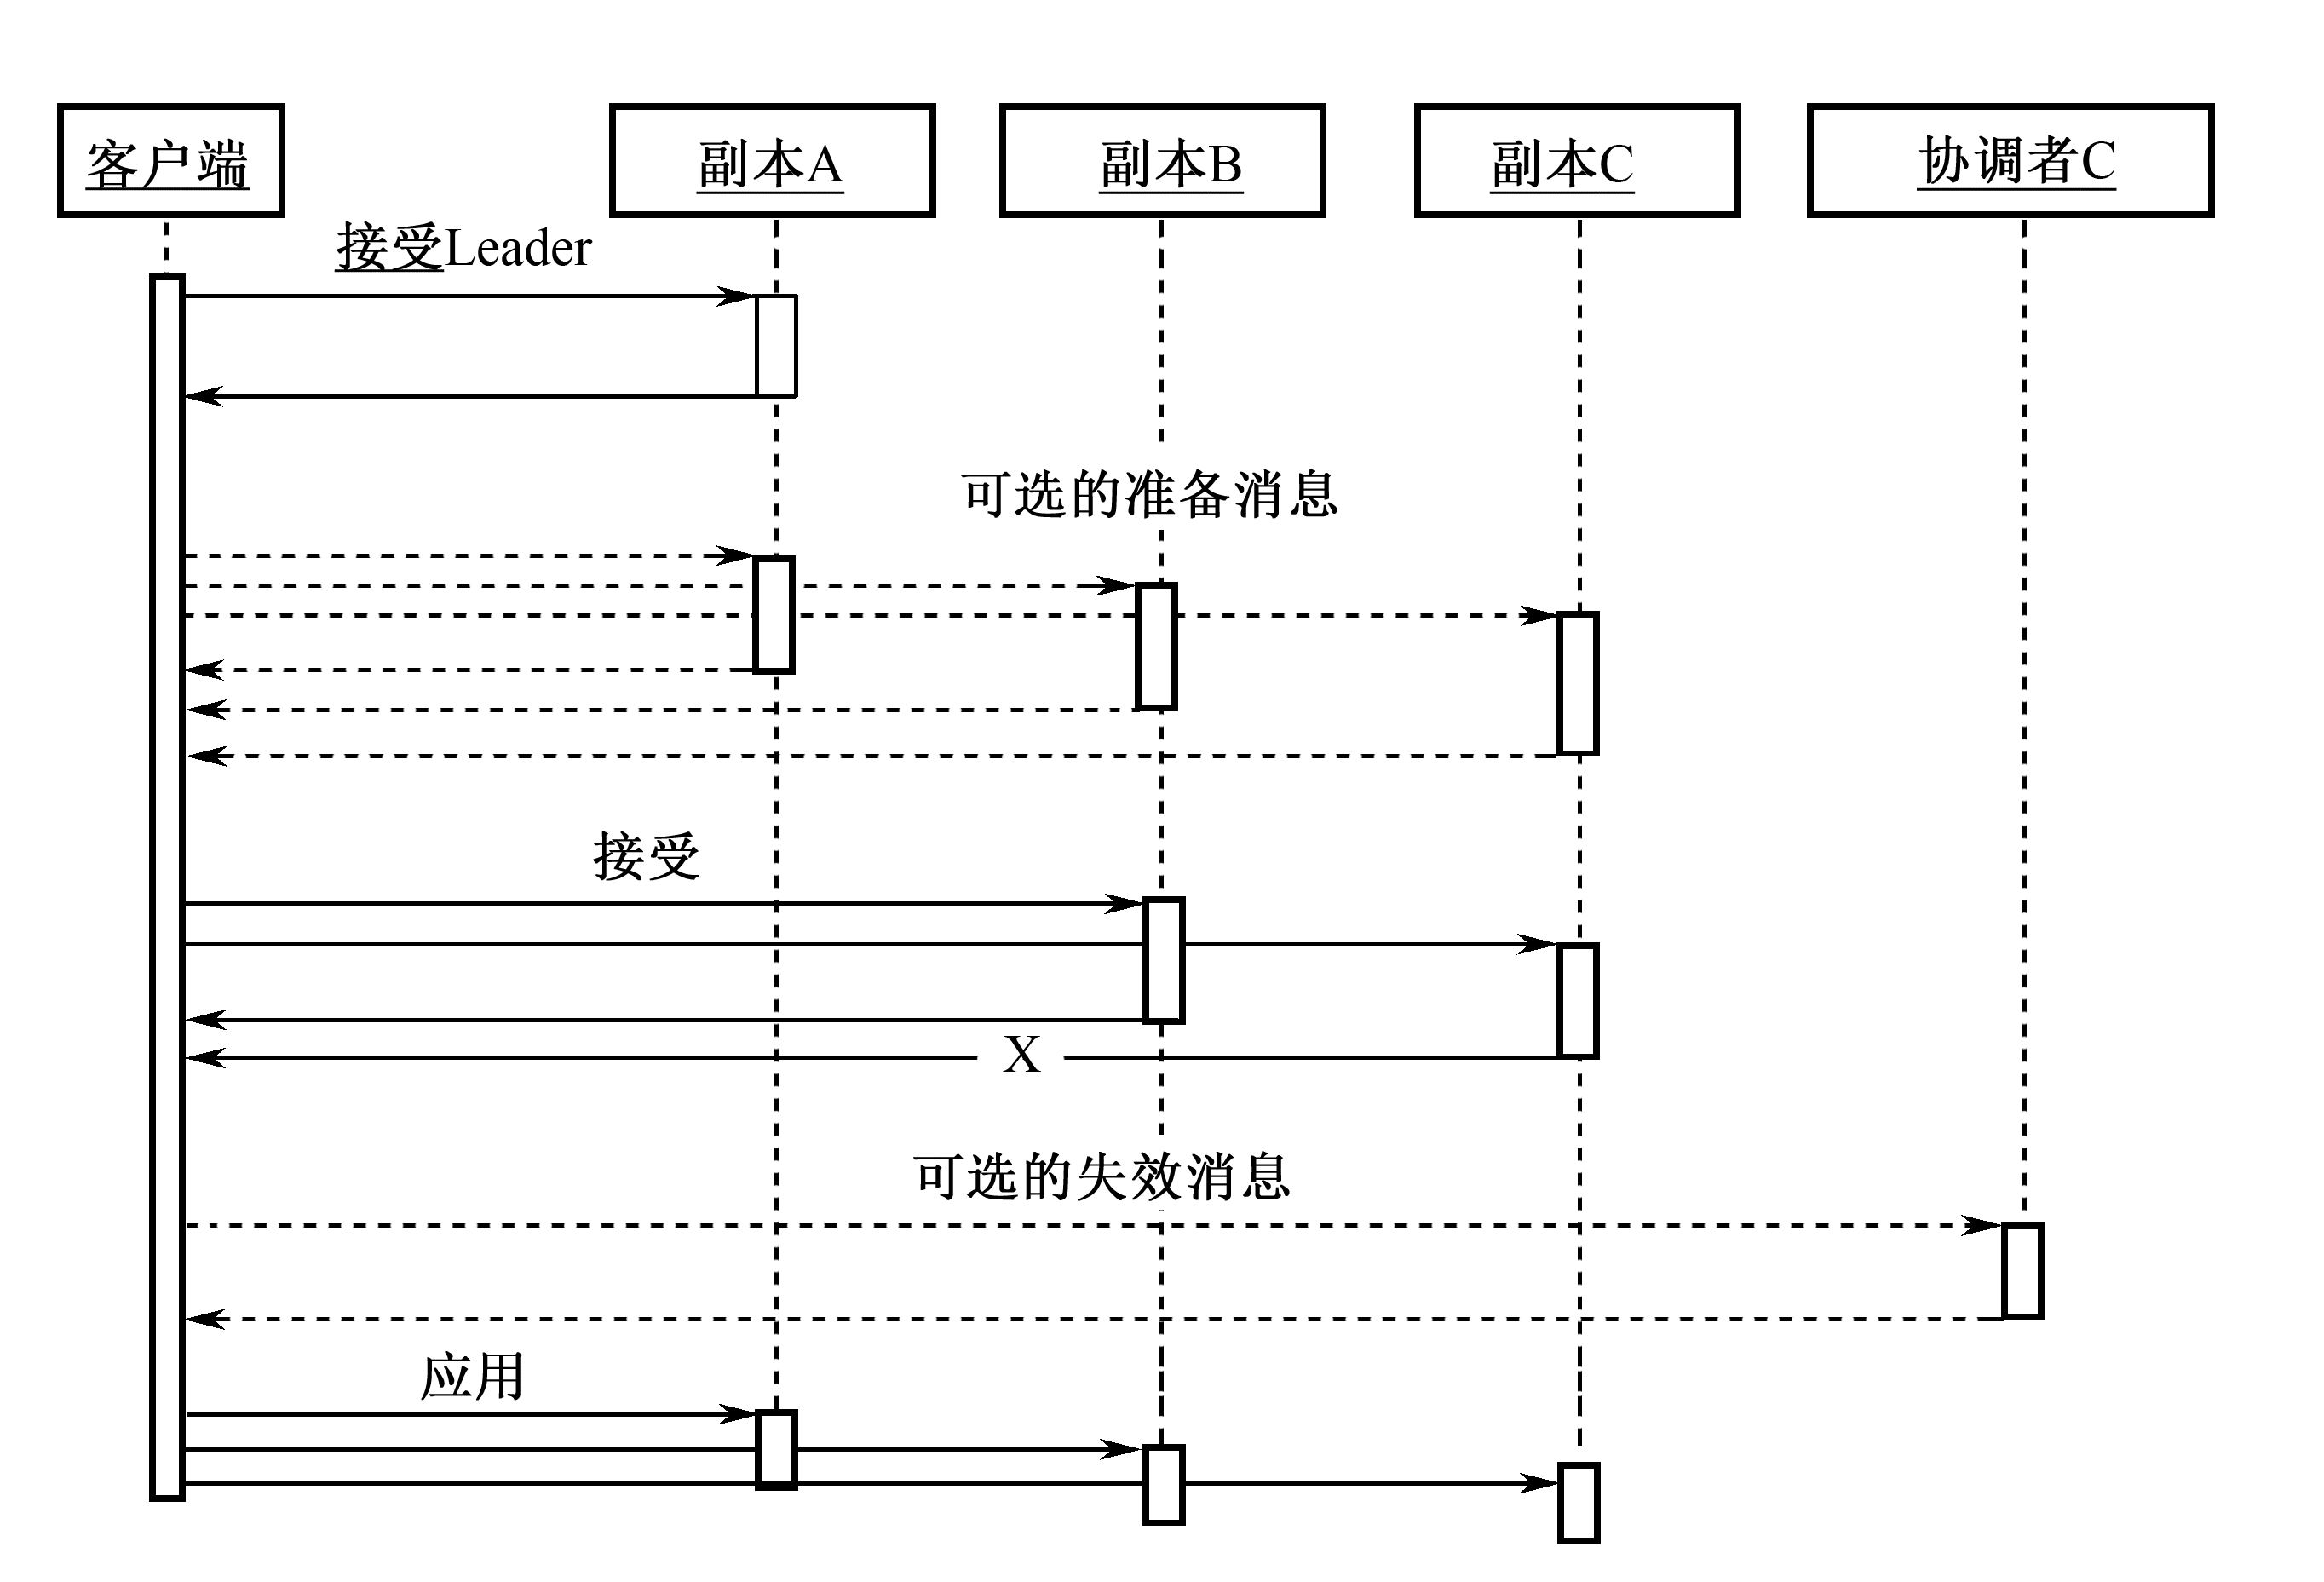 客户端
副本A
副本B
副本C
协调者C
接受Leader
可选的准备消息
接受
X
可选的失效消息
应用